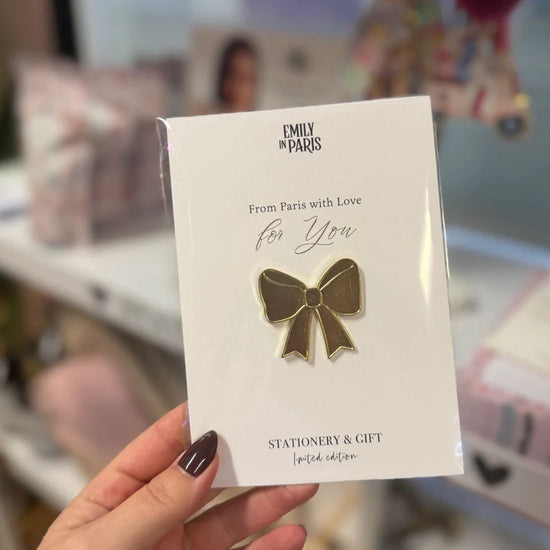 EMILY
IN PARIS
From Paris with Love
for You
STATIONERY & GIFT
limited edition